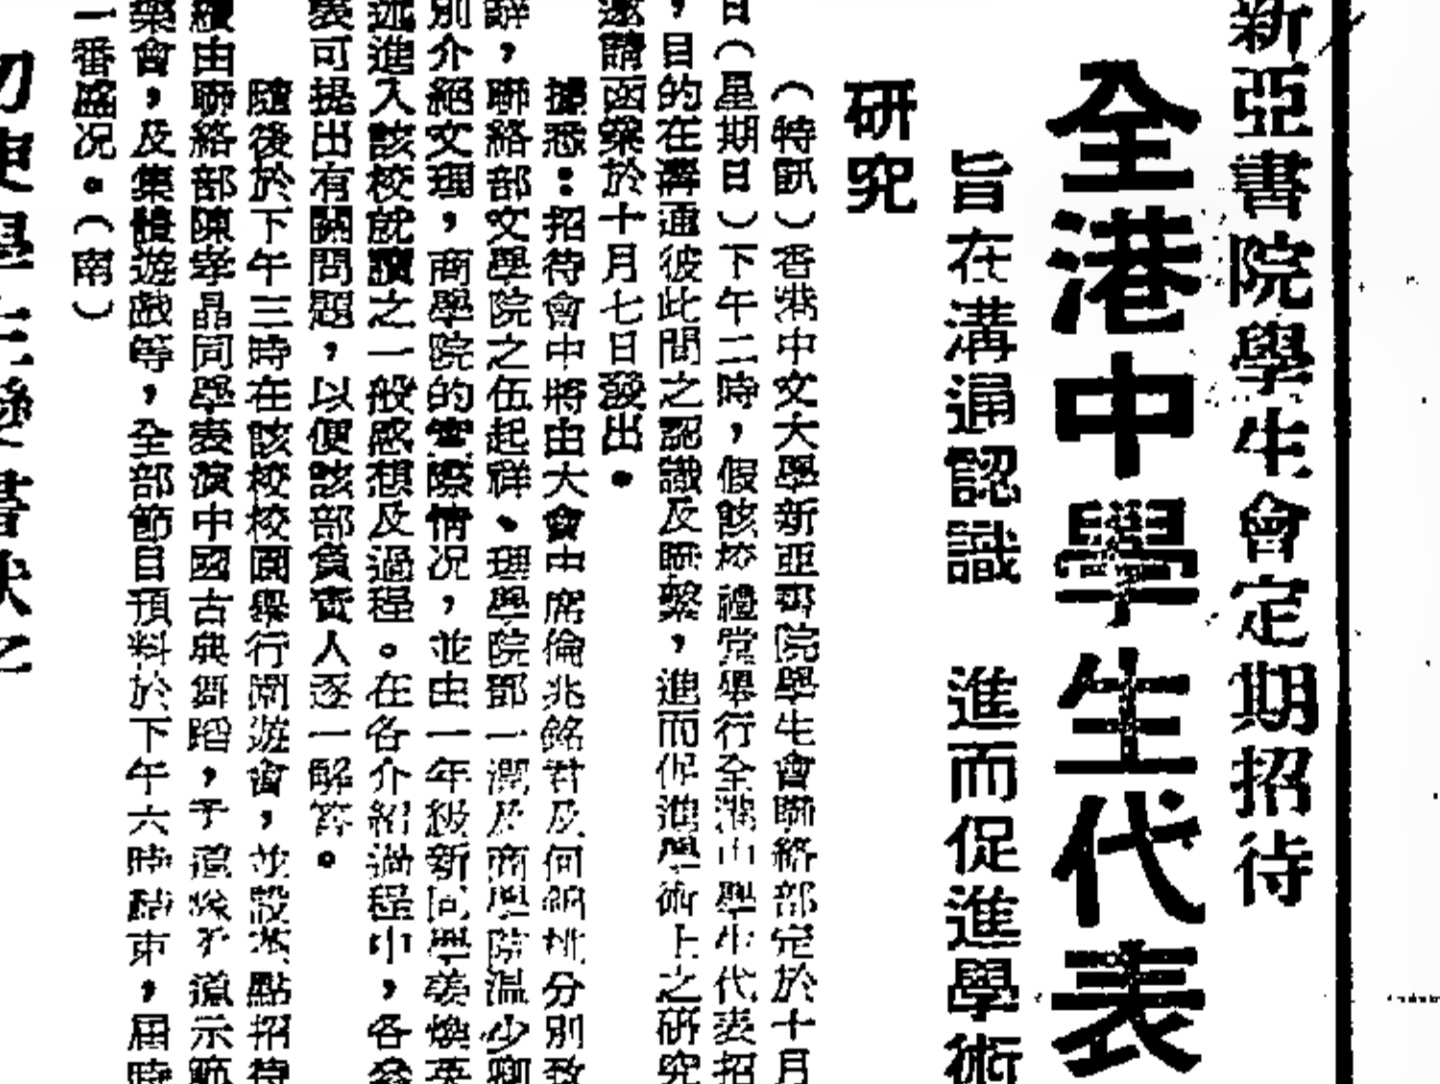 新亞書院學生會定期招待
全港中學生代表
旨在溝通認識 進而促進學術
研究
（特訊）香港中文大學新亞書院學生會聯絡部定於十月
日（星期日）下午二時，假該校禮堂舉行全港中學生代表招
，目的在溝通彼此間之認識及聯繫，進而促進學術上之研究
邀請函業於十月七日發出。
據悉：招待會中將由大會中席倫兆銘君及何 分別致
辭，聯絡部文學院之伍起祥、理學院鄧一 及商學院溫少卿
別介紹文理，商學院的實際情況，並由一年級新同學姜煥英
述進入該校就讀之一般感想及過程。在各介紹過程中，各參
表可提出有關問題，以便該部負責人逐一解答。
隨後於下午三時在該校校園舉行園遊會，並設茶點招待
續由聯絡部陳孝晶同學表演中國古典舞蹈， 道 道示範
樂會，及集體遊戲等，全部節目預料於下午六時結束，屆時
一番盛况。（南）